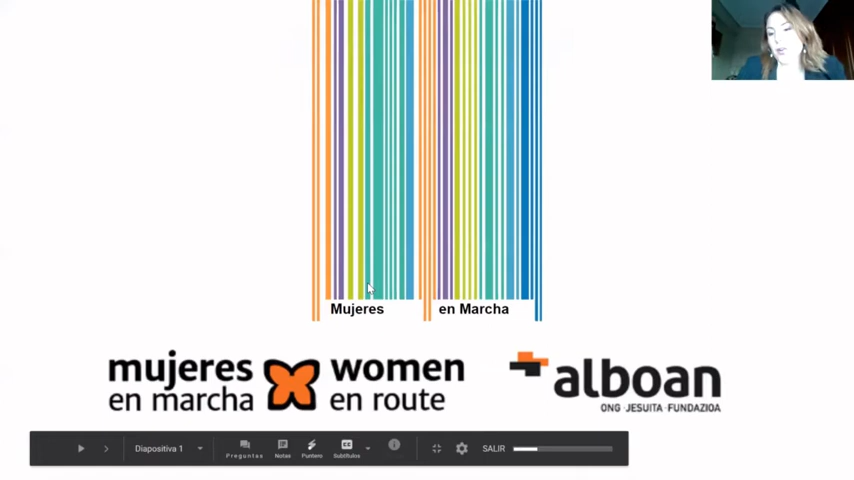 Mujeres en Marcha
mujeres women
en marcha en route
alboan
ONG · JESUITA · FUNDAZIOA
Diapositiva 1 Preguntas Notas Puntero Subtítulos SALIR